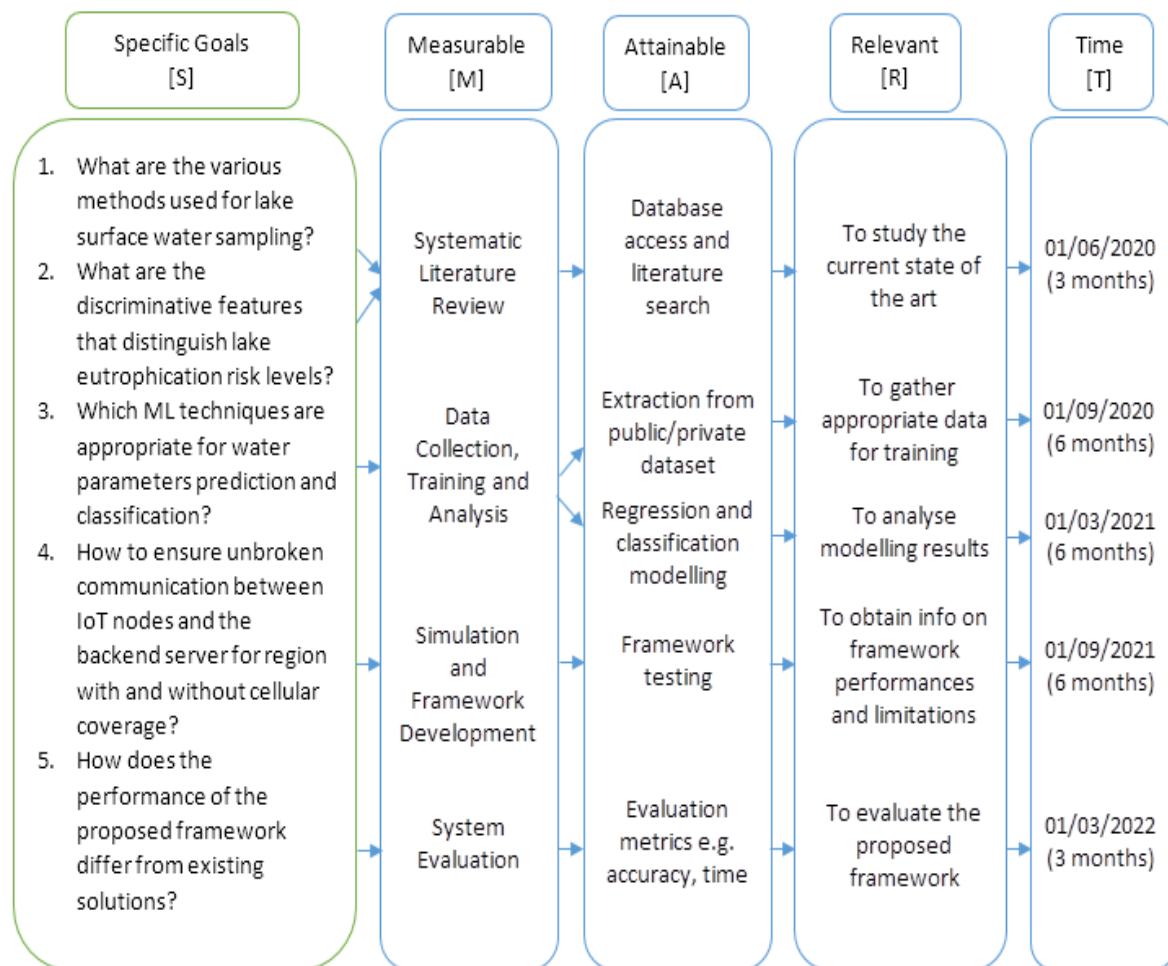 Specific Goals
[S]
Measurable
[M]
Attainable
[A]
Relevant
[R]
Time
[T]
1. What are the various
methods used for lake
surface water sampling?
2. What are the
discriminative features
that distinguish lake
eutrophication risk levels?
3. Which ML techniques are
appropriate for water
parameters prediction and
classification?
4. How to ensure unbroken
communication between
IoT nodes and the
backend server for region
with and without cellular
coverage?
5. How does the
performance of the
proposed framework
differ from existing
solutions?
Systematic
Literature
Review
Data
Collection,
Training and
Analysis
Simulation
and
Framework
Development
System
Evaluation
Database
access and
literature
search
Extraction from
public/private
dataset
Regression and
classification
modelling
Framework
testing
Evaluation
metrics e.g.
accuracy, time
To study the
current state of
the art
To gather
appropriate data
for training
To analyse
modelling results
To obtain info on
framework
performances
and limitations
To evaluate the
proposed
framework
01/06/2020
(3 months)
01/09/2020
(6 months)
01/03/2021
(6 months)
01/09/2021
(6 months)
01/03/2022
(3 months)